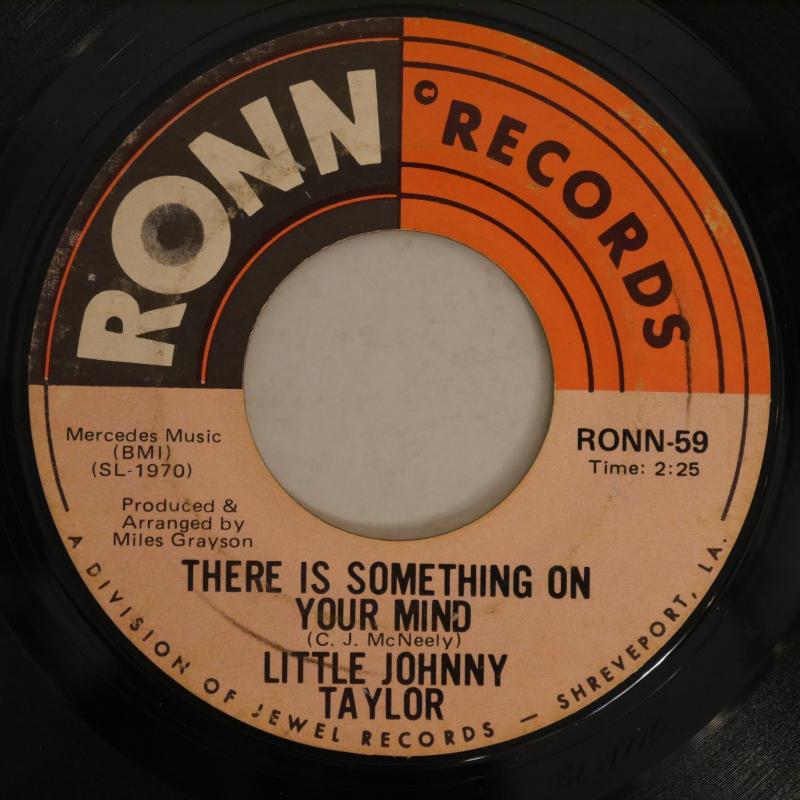 RONN
© RECORDS
Mercedes Music
(BMI)
(SL-1970)
Produced &
Arranged by
Miles Grayson
RONN-59
Time: 2:25
THERE IS SOMETHING ON
YOUR MIND
(C. J. McNeely)
LITTLE JOHNNY
TAYLOR
A DIVISION OF JEWEL RECORDS — SHREVEPORT, LA.